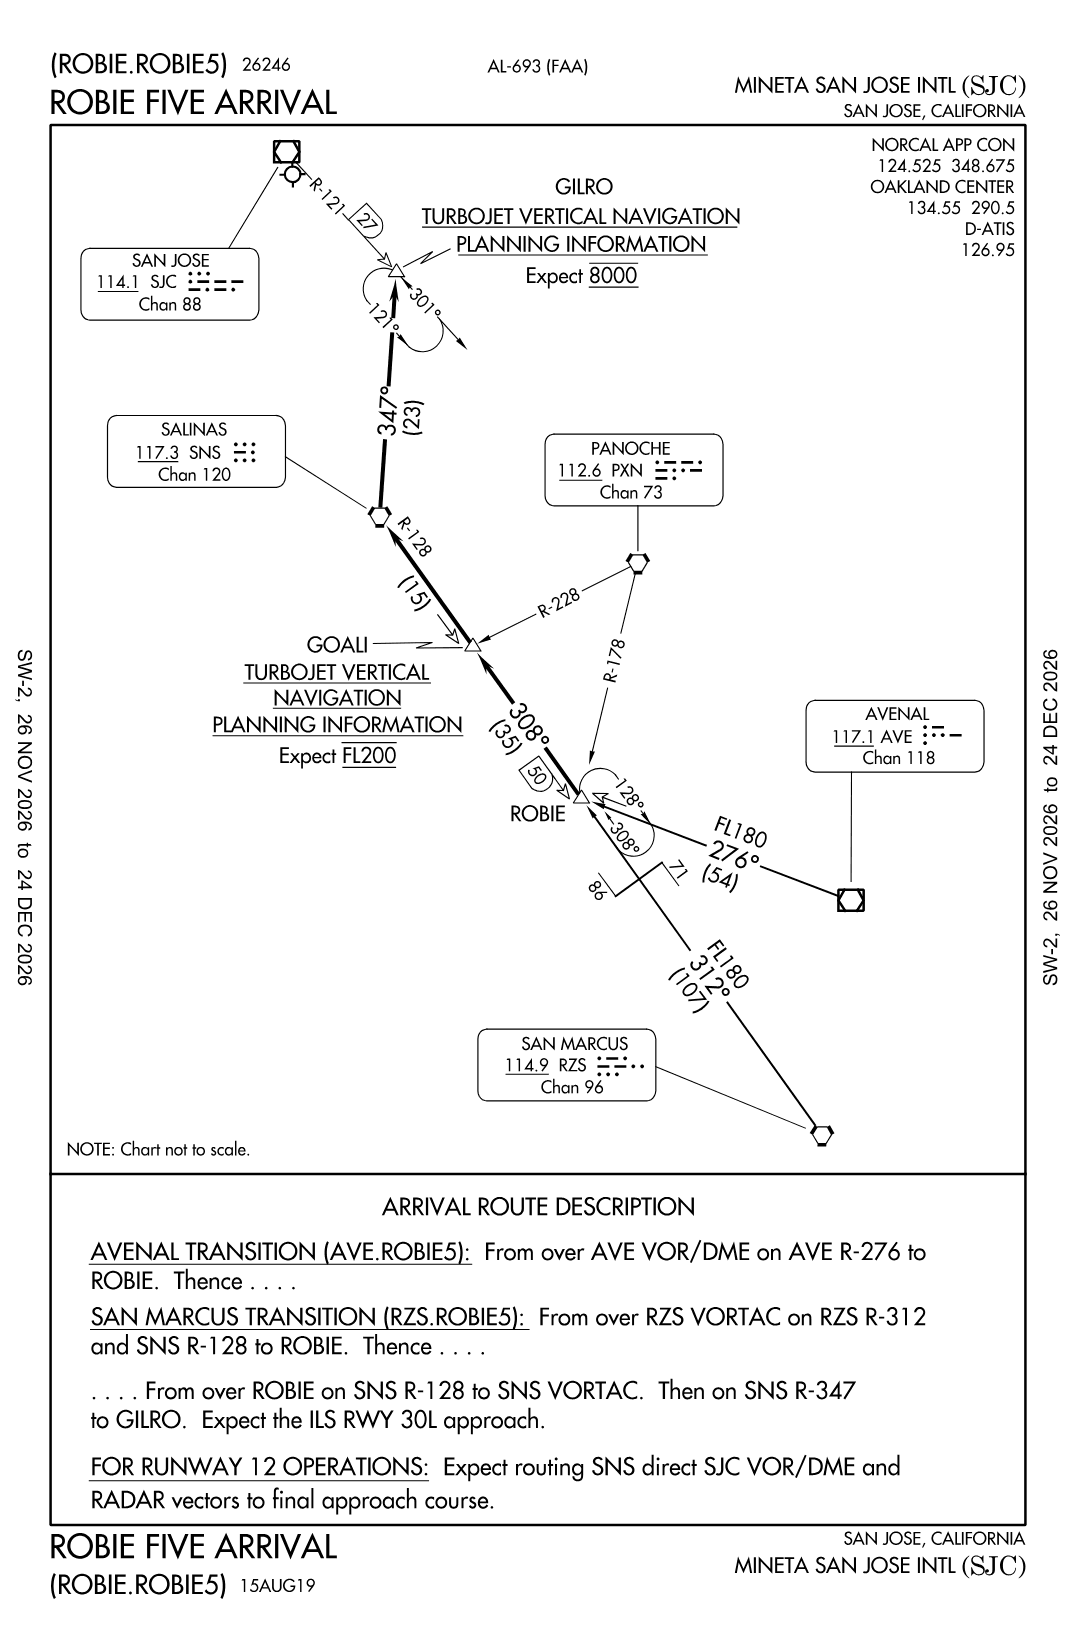 (ROBIE.ROBIE5) 26246
AL-693 (FAA)
ROBIE FIVE ARRIVAL
MINETA SAN JOSE INTL (SJC)
SAN JOSE, CALIFORNIA
NORCAL APP CON
124.525 348.675
OAKLAND CENTER
134.55 290.5
D-ATIS
126.95
GILRO
TURBOJET VERTICAL NAVIGATION
PLANNING INFORMATION
Expect 8000
R-121
27
SAN JOSE
114.1 SJC
Chan 88
301°
121°
347°
(23)
SALINAS
117.3 SNS
Chan 120
PANOCHE
112.6 PXN
Chan 73
R-128
(15)
R-228
R-178
GOALI
TURBOJET VERTICAL
NAVIGATION
PLANNING INFORMATION
Expect FL200
308°
(35)
50
ROBIE
128°
308°
AVENAL
117.1 AVE
Chan 118
FL180
276°
(54)
71
86
FL180
312°
(107)
SAN MARCUS
114.9 RZS
Chan 96
NOTE: Chart not to scale.
SW-2, 26 NOV 2026 to 24 DEC 2026
SW-2, 26 NOV 2026 to 24 DEC 2026
ARRIVAL ROUTE DESCRIPTION
AVENAL TRANSITION (AVE.ROBIE5): From over AVE VOR/DME on AVE R-276 to
ROBIE. Thence . . . .
SAN MARCUS TRANSITION (RZS.ROBIE5): From over RZS VORTAC on RZS R-312
and SNS R-128 to ROBIE. Thence . . . .
. . . . From over ROBIE on SNS R-128 to SNS VORTAC. Then on SNS R-347
to GILRO. Expect the ILS RWY 30L approach.
FOR RUNWAY 12 OPERATIONS: Expect routing SNS direct SJC VOR/DME and
RADAR vectors to final approach course.
ROBIE FIVE ARRIVAL
(ROBIE.ROBIE5) 15AUG19
SAN JOSE, CALIFORNIA
MINETA SAN JOSE INTL (SJC)